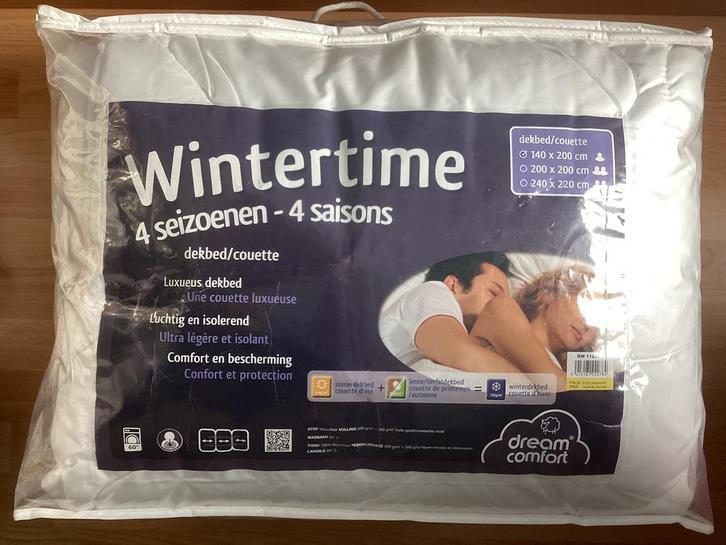 Wintertime
4 seizoenen - 4 saisons
dekbed/couette
Luxueus dekbed
Une couette luxueuse
Luchtig en isolerend
Ultra légère et isolant
Comfort en bescherming
Confort et protection
dekbed/couette
140 x 200 cm
200 x 200 cm
240 x 220 cm
zomerdekbed
couette d'ete
+
lente/herfstdekbed
couette de printemps
/automne
=
winterdekbed
couette d'hiver
60°
dream®
comfort